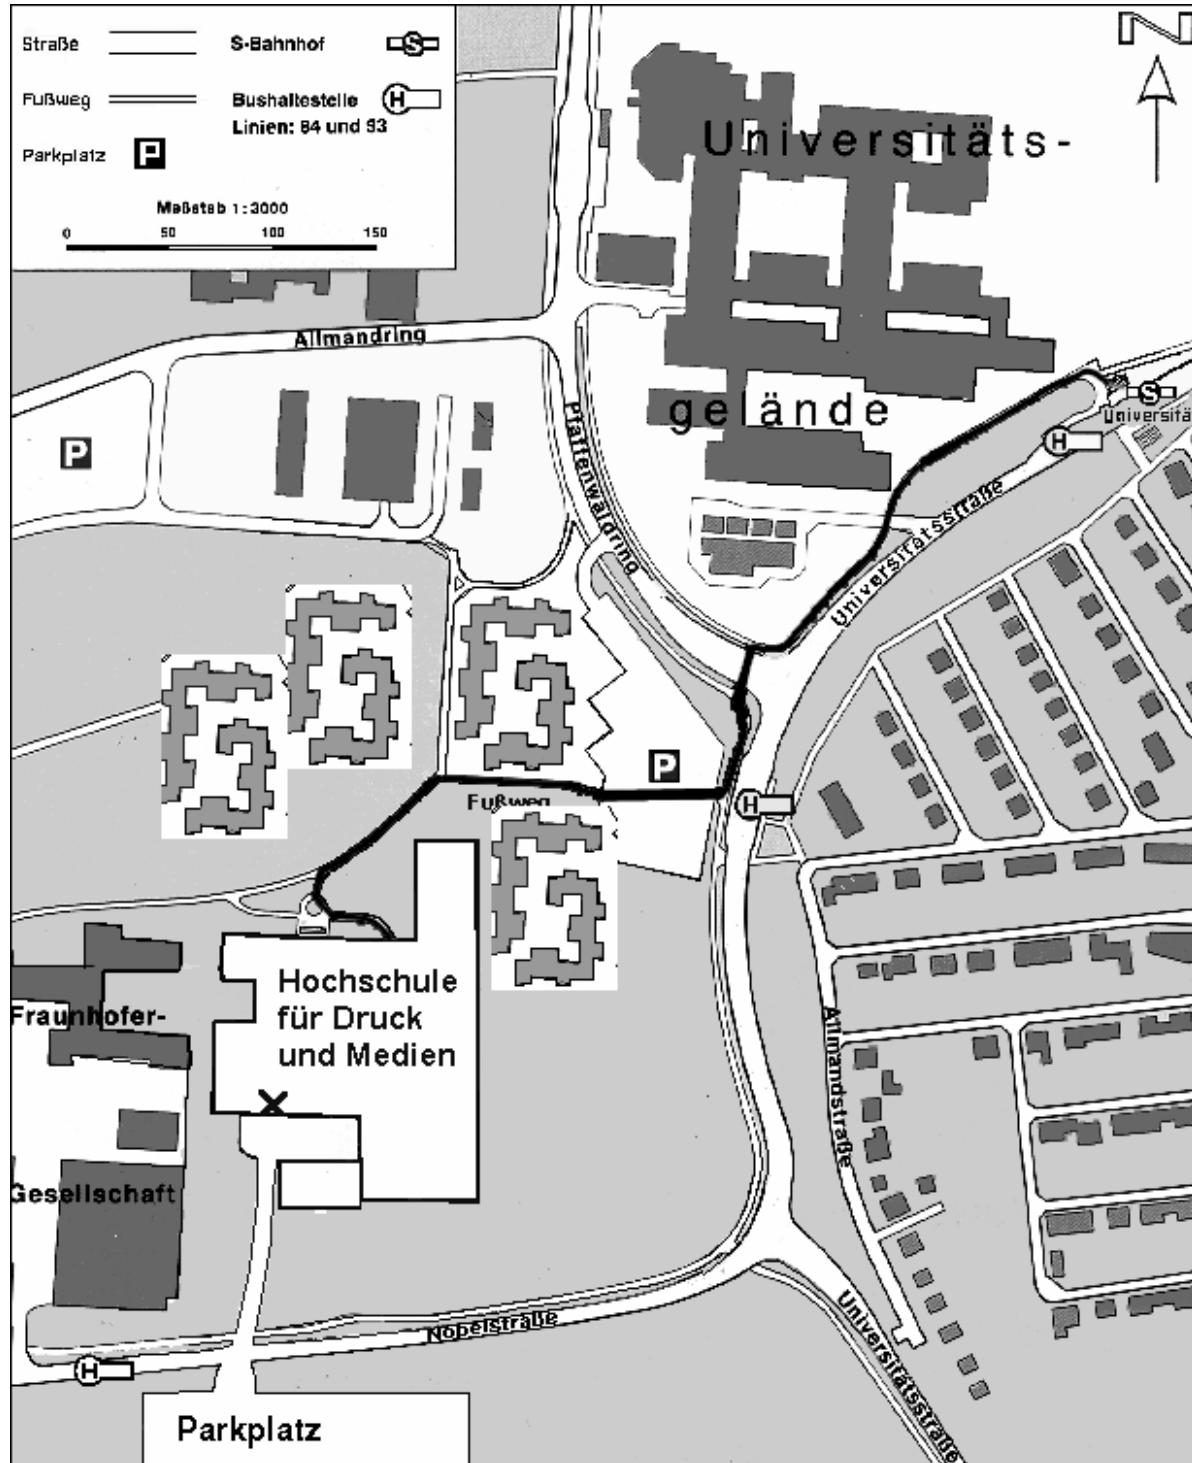 Straße
S-Bahnhof
S
Fußweg
Bushaltestelle
H
Linien: 84 und 93
Parkplatz
P
Maßstab 1:3000
0 50 100 150
N
Universitäts-
gelände
Allmandring
Pfaffenwaldring
P
S
Universitä
H
Universitätsstraße
P
Fußweg
H
Hochschule
für Druck
und Medien
Fraunhofer-
Gesellschaft
Allmandstraße
Nobelstraße
Universitätsstraße
H
Parkplatz